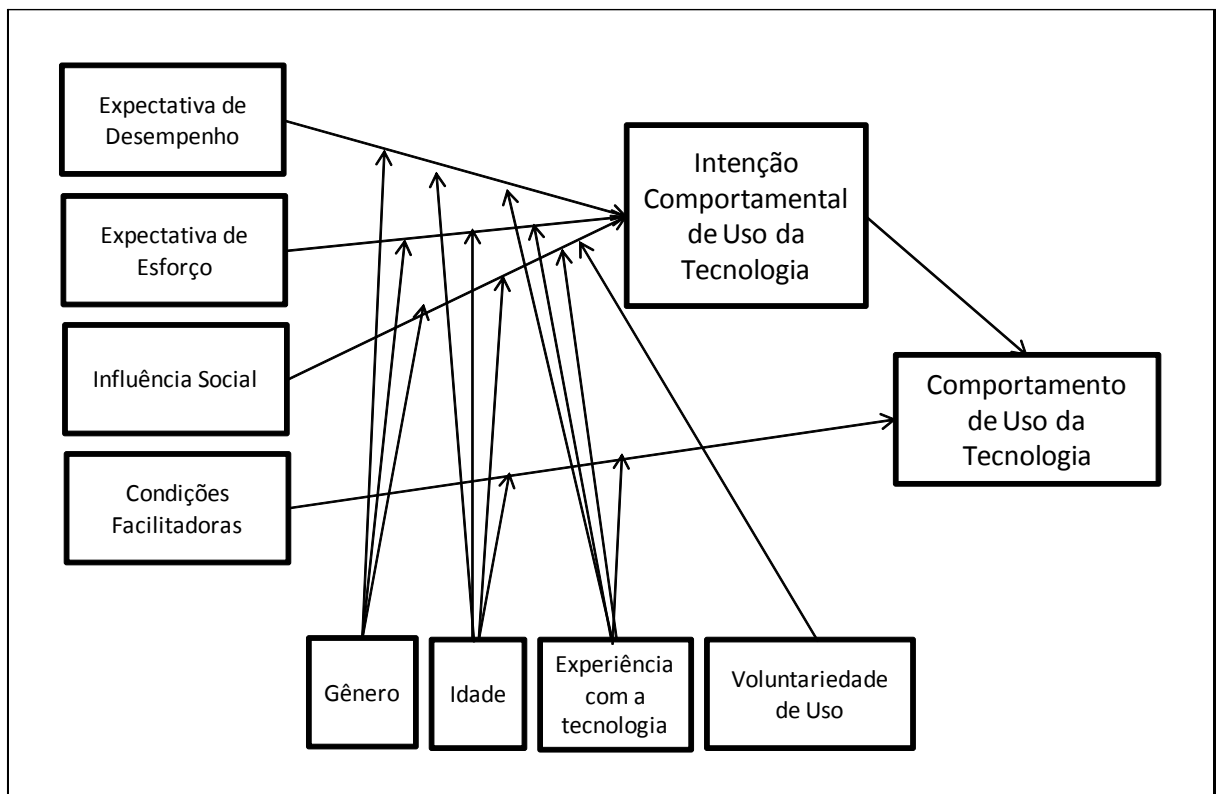 Expectativa de
Desempenho
Expectativa de
Esforço
Influência Social
Condições
Facilitadoras
Intenção
Comportamental
de Uso da
Tecnologia
Comportamento
de Uso da
Tecnologia
Gênero
Idade
Experiência
com a
tecnologia
Voluntariedade
de Uso